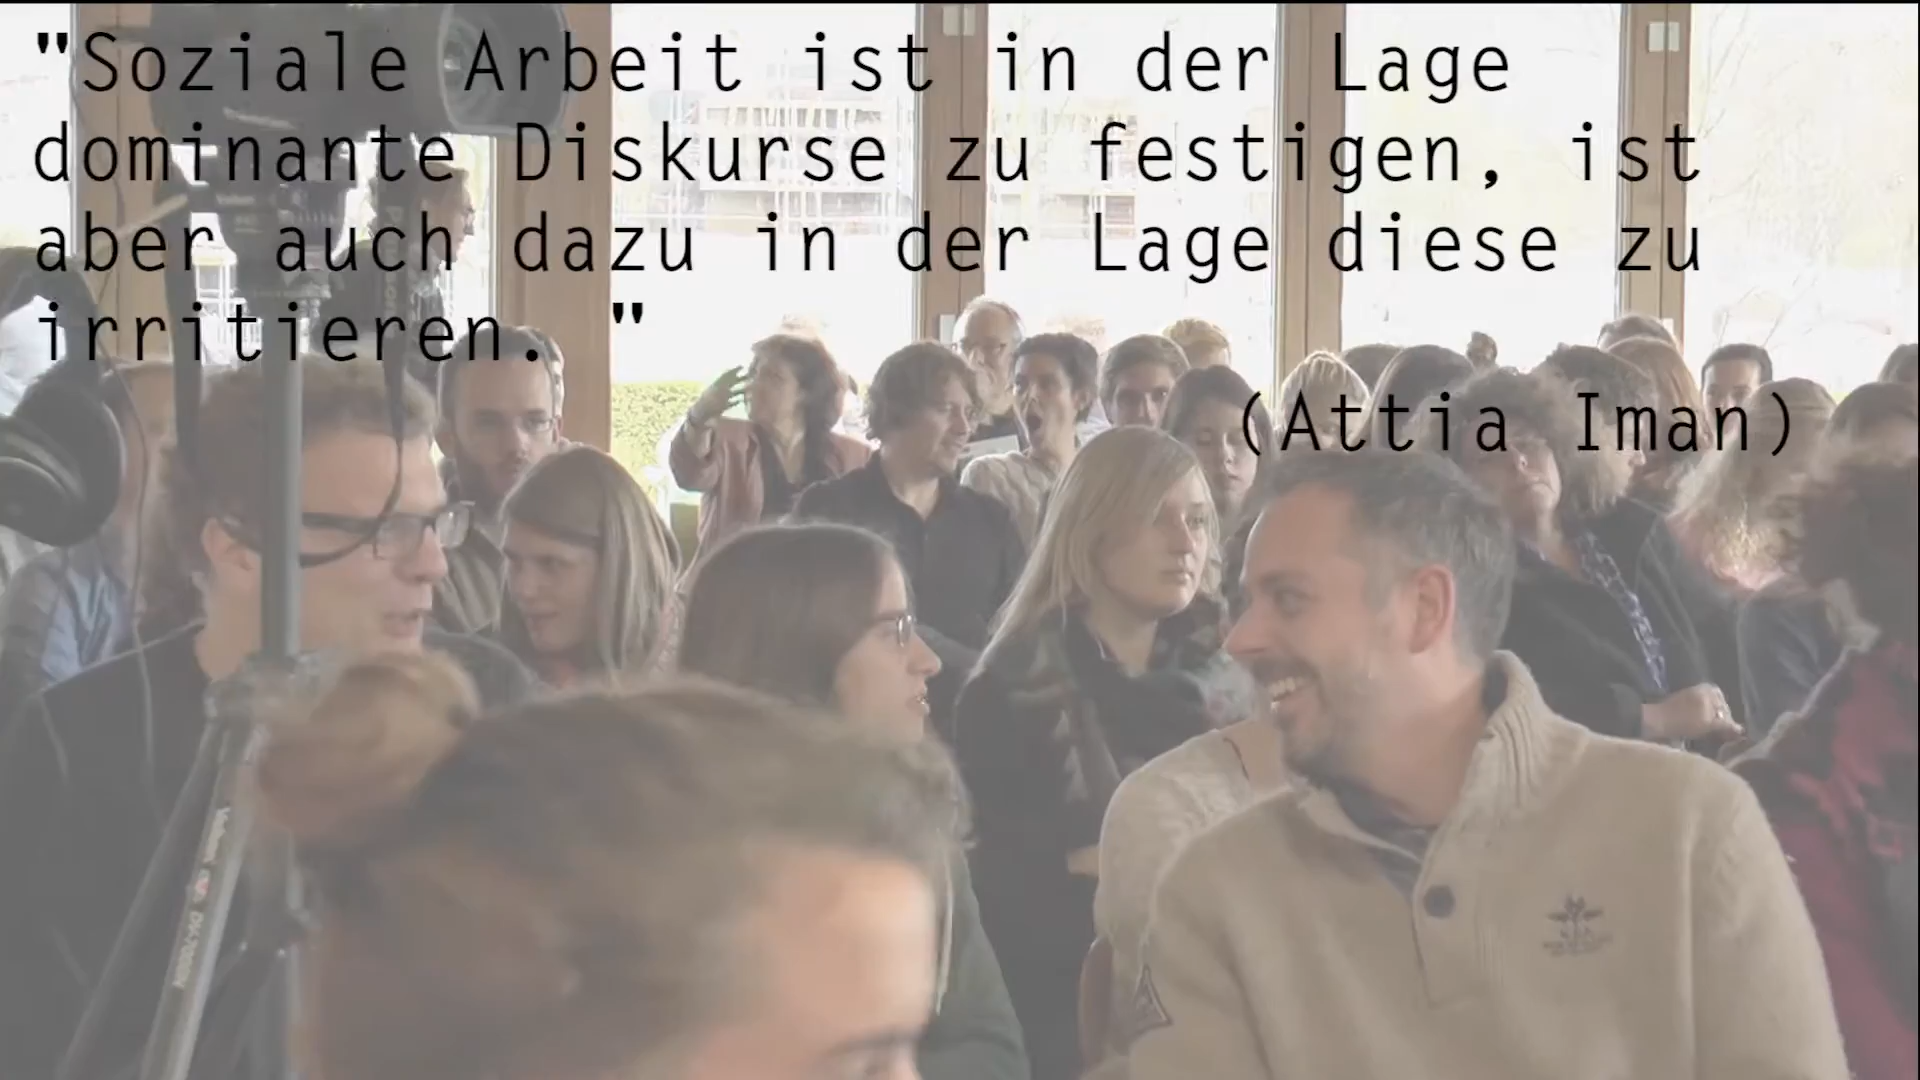 "Soziale Arbeit ist in der Lage
dominante Diskurse zu festigen, ist
aber auch dazu in der Lage diese zu
irritieren. "
(Attia Iman)